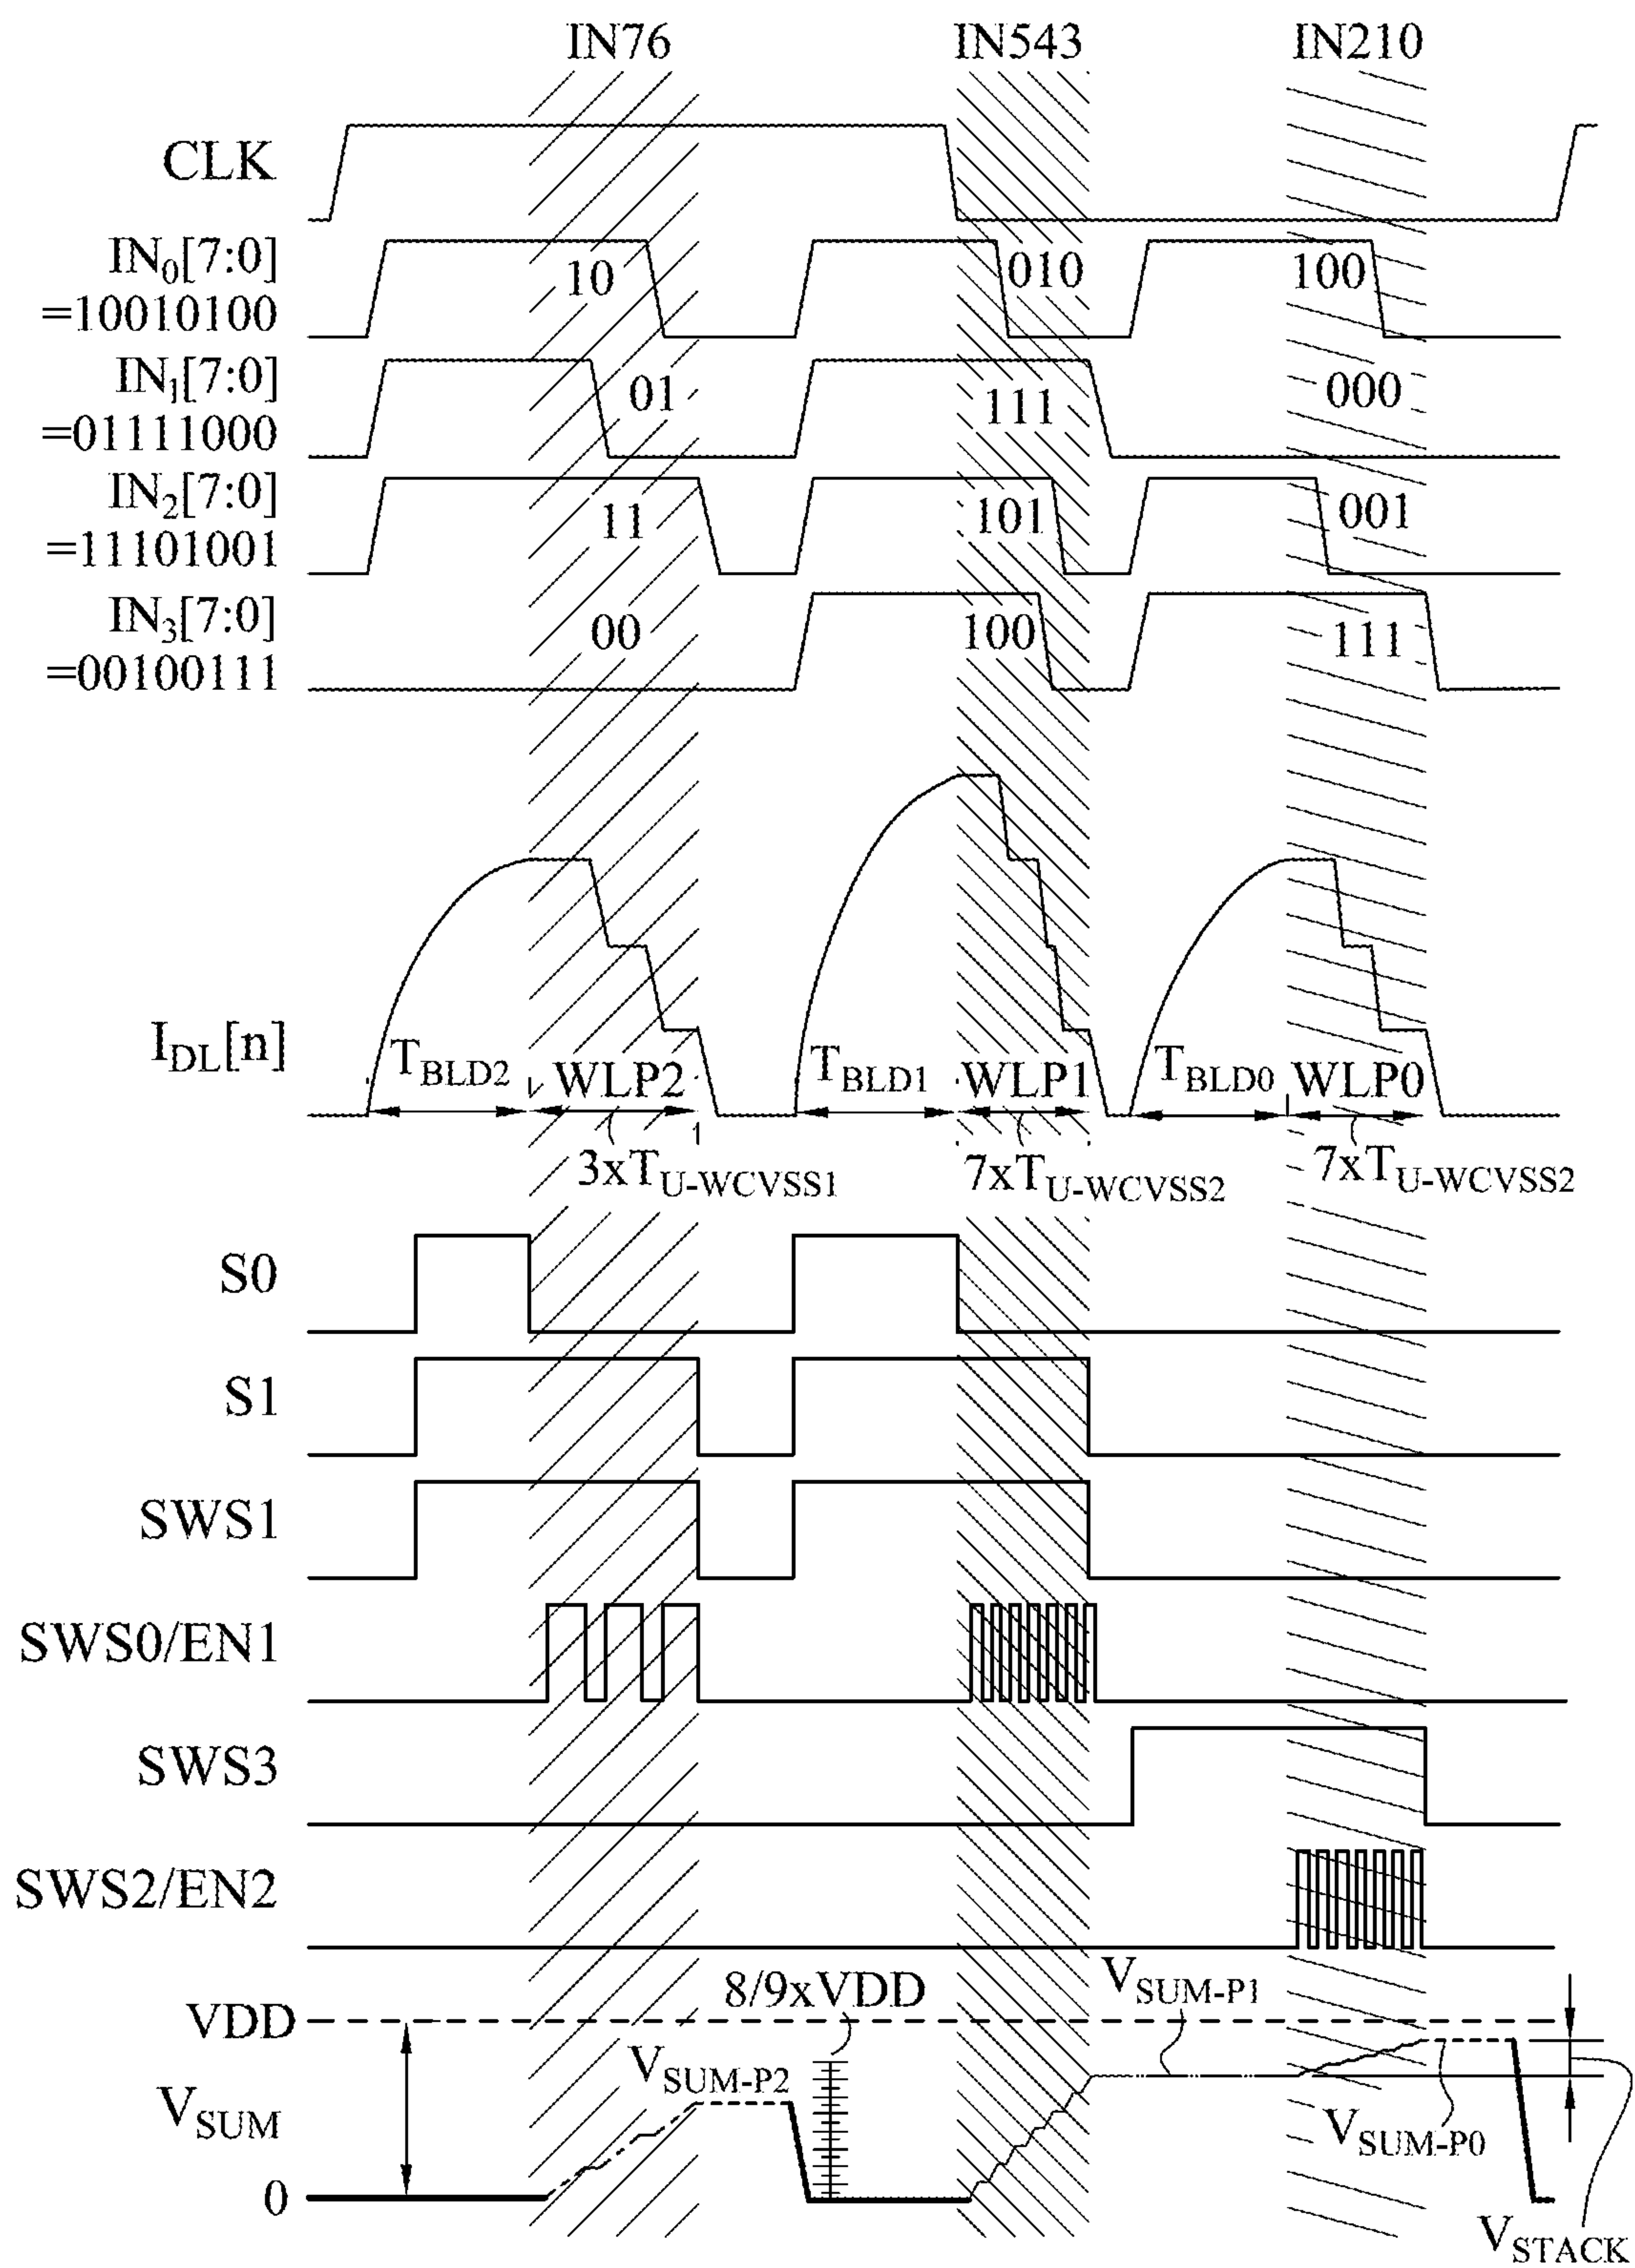 IN76 IN543 IN210
CLK
IN0[7:0]
=10010100
10 010 100
IN1[7:0]
=01111000
01 111 000
IN2[7:0]
=11101001
11 101 001
IN3[7:0]
=00100111
00 100 111
IDL[n]
TBLD2 WLP2 TBLD1 WLP1 TBLD0 WLP0
3xTU-WCVSS1 7xTU-WCVSS2 7xTU-WCVSS2
S0
S1
SWS1
SWS0/EN1
SWS3
SWS2/EN2
8/9xVDD VSUM-P1
VDD
VSUM-P2
VSUM
VSUM-P0
0
VSTACK